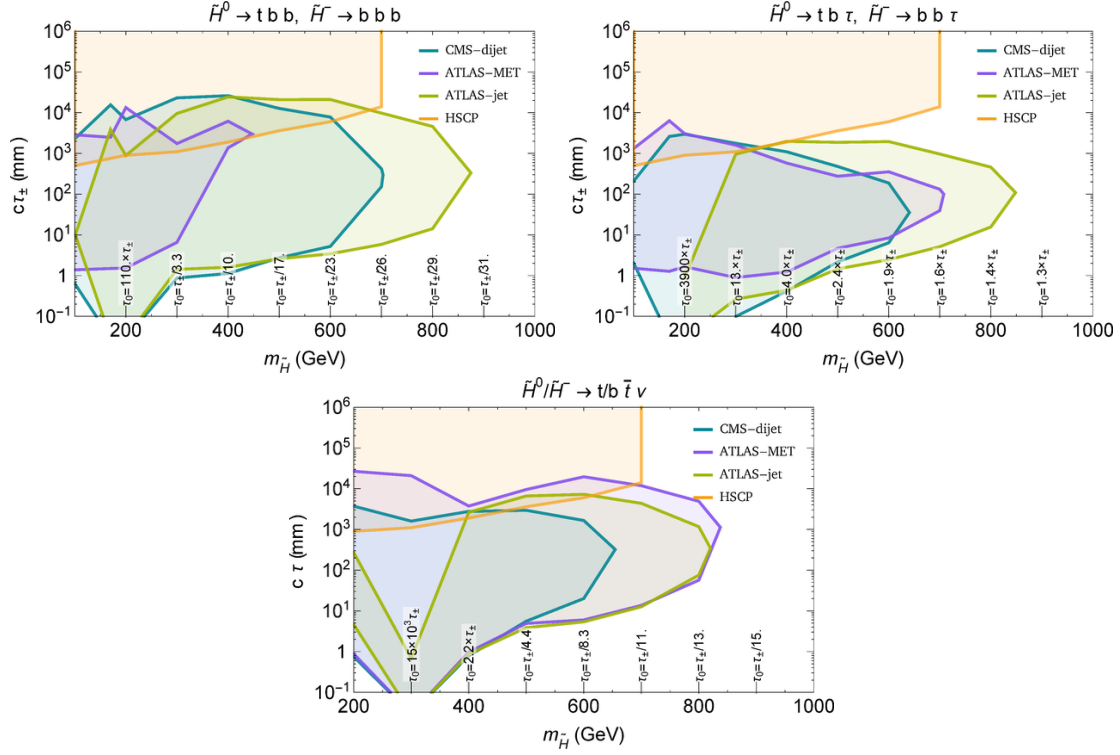 H̃⁰ → t b b, H̃⁻ → b b b
10⁶
10⁵
10⁴
10³
10²
10¹
1
10⁻¹
cτ± (mm)
CMS−dijet
ATLAS−MET
ATLAS−jet
HSCP
τ₀=110.×τ±
τ₀=τ±/3.3
τ₀=τ±/10.
τ₀=τ±/17.
τ₀=τ±/23.
τ₀=τ±/26.
τ₀=τ±/29.
τ₀=τ±/31.
200 400 600 800 1000
m_H̃ (GeV)
H̃⁰ → t b τ, H̃⁻ → b b τ
10⁶
10⁵
10⁴
10³
10²
10¹
1
10⁻¹
cτ± (mm)
CMS−dijet
ATLAS−MET
ATLAS−jet
HSCP
τ₀=3900×τ±
τ₀=13.×τ±
τ₀=4.0×τ±
τ₀=2.4×τ±
τ₀=1.9×τ±
τ₀=1.6×τ±
τ₀=1.4×τ±
τ₀=1.3×τ±
200 400 600 800 1000
m_H̃ (GeV)
H̃⁰/H̃⁻ → t/b t̄ ν
10⁶
10⁵
10⁴
10³
10²
10¹
1
10⁻¹
c τ (mm)
CMS−dijet
ATLAS−MET
ATLAS−jet
HSCP
τ₀=15×10³τ±
τ₀=2.2×τ±
τ₀=τ±/4.4
τ₀=τ±/8.3
τ₀=τ±/11.
τ₀=τ±/13.
τ₀=τ±/15.
200 400 600 800 1000
m_H̃ (GeV)